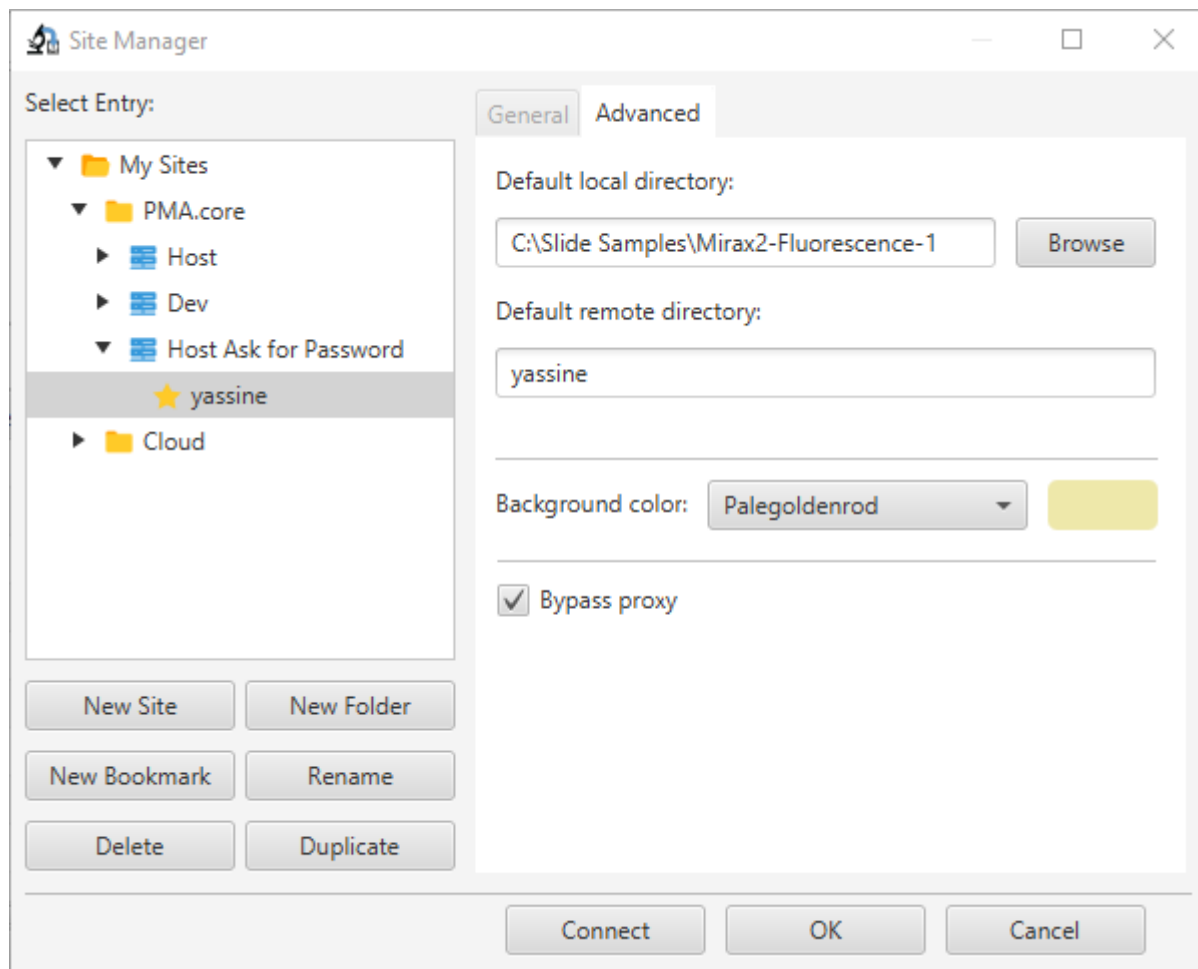 Site Manager
Select Entry:
My Sites
PMA.core
Host
Dev
Host Ask for Password
yassine
Cloud
New Site
New Folder
New Bookmark
Rename
Delete
Duplicate
General
Advanced
Default local directory:
C:\Slide Samples\Mirax2-Fluorescence-1
Browse
Default remote directory:
yassine
Background color:
Palegoldenrod
Bypass proxy
Connect
OK
Cancel